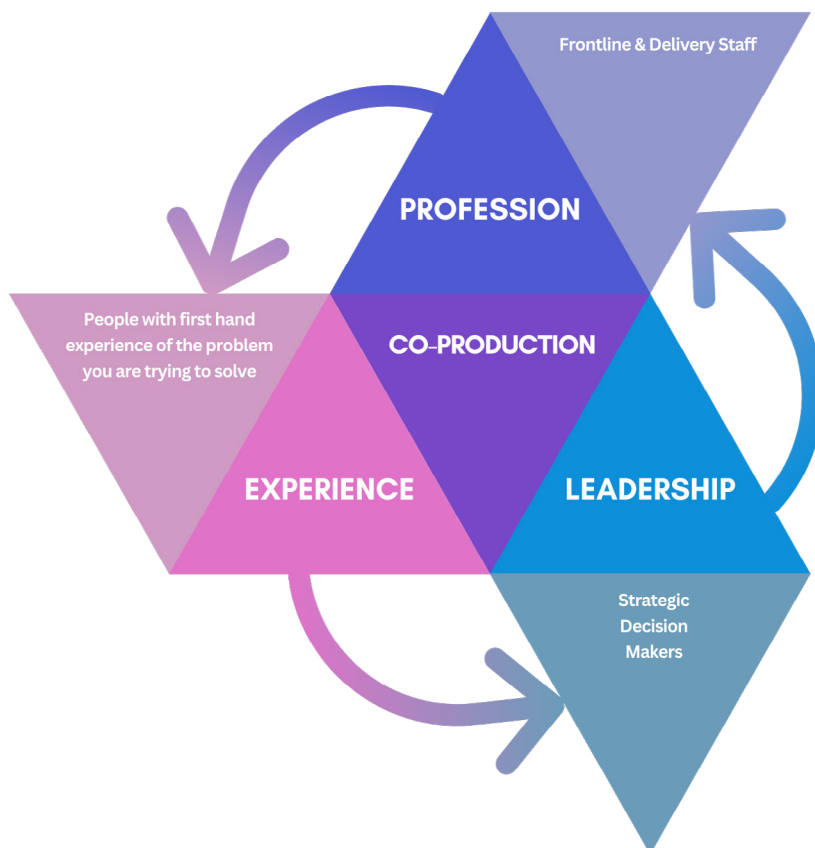 Frontline & Delivery Staff
PROFESSION
People with first hand
experience of the problem
you are trying to solve
CO-PRODUCTION
EXPERIENCE
LEADERSHIP
Strategic
Decision
Makers